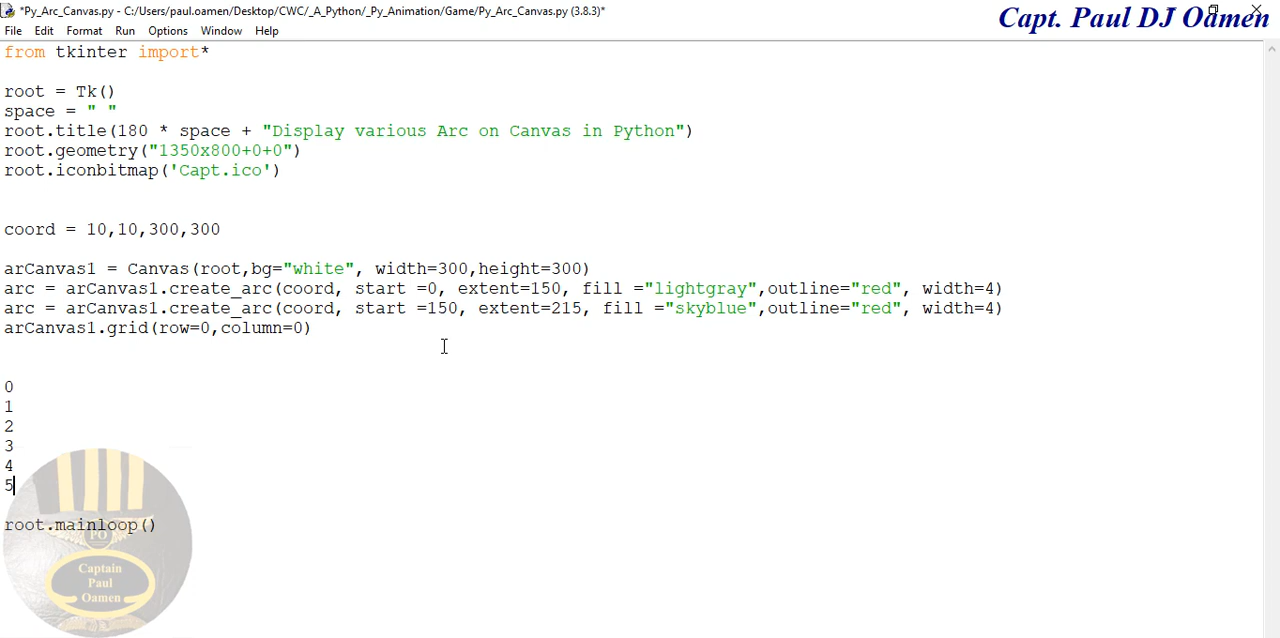 *Py_Arc_Canvas.py - C:/Users/paul.oamen/Desktop/CWC/_A_Python/_Py_Animation/Game/Py_Arc_Canvas.py (3.8.3)*
Capt. Paul DJ Oamen
File Edit Format Run Options Window Help
from tkinter import*
root = Tk()
space = " "
root.title(180 * space + "Display various Arc on Canvas in Python")
root.geometry("1350x800+0+0")
root.iconbitmap('Capt.ico')
coord = 10,10,300,300
arCanvas1 = Canvas(root,bg="white", width=300,height=300)
arc = arCanvas1.create_arc(coord, start =0, extent=150, fill ="lightgray",outline="red", width=4)
arc = arCanvas1.create_arc(coord, start =150, extent=215, fill ="skyblue",outline="red", width=4)
arCanvas1.grid(row=0,column=0)
0
1
2
3
4
5
root.mainloop()
PO
Captain
Paul
Oamen